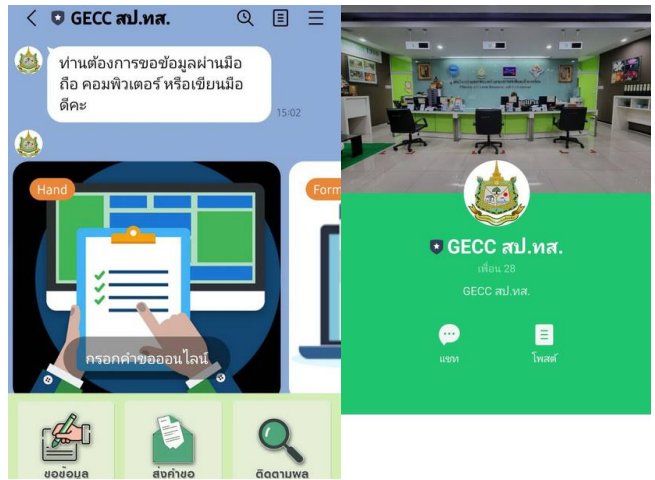 GECC สป.ทส.
ท่านต้องการขอข้อมูลผ่านมือ
ถือ คอมพิวเตอร์ หรือเขียนมือ
ดีคะ
15:02
Hand
Form
กรอกคำขอออนไลน์
ขอข้อมูล
ส่งคำขอ
ติดตามผล
GECC สป.ทส.
เพื่อน 28
GECC สป.ทส.
แชท
โพสต์